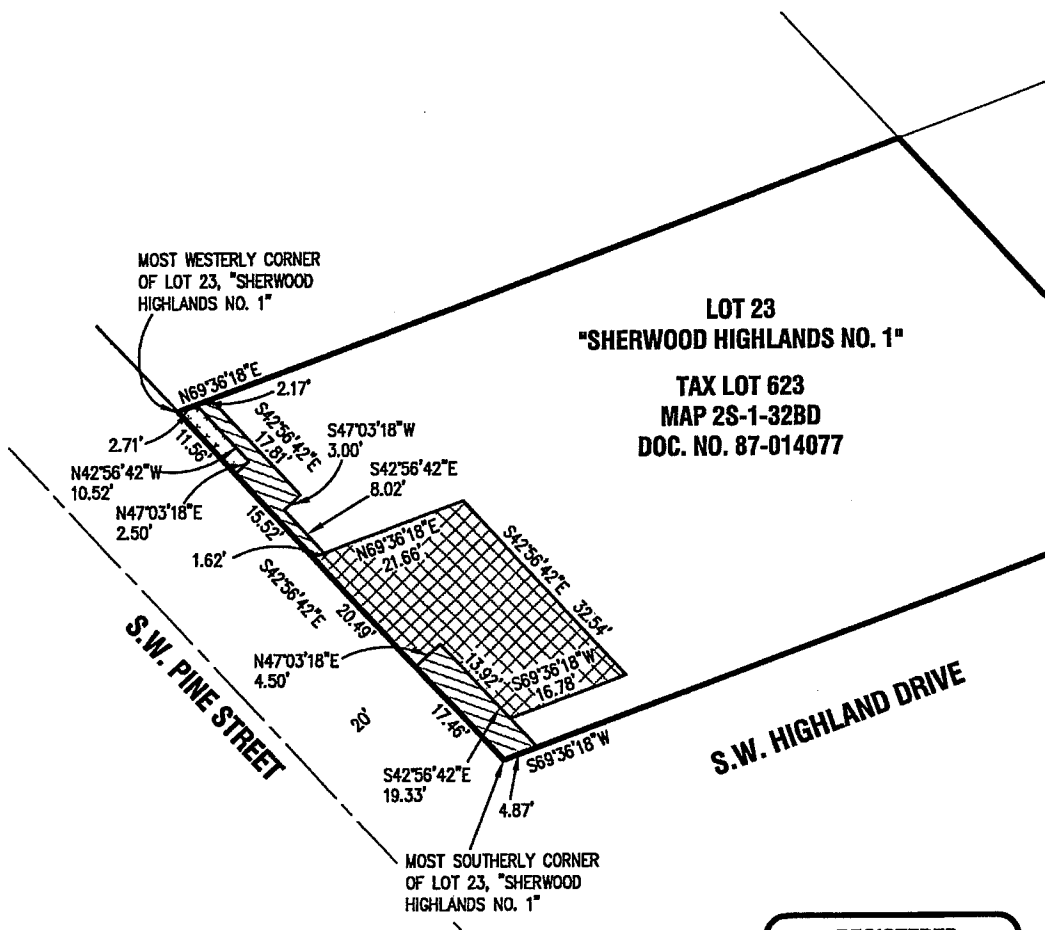 MOST WESTERLY CORNER
OF LOT 23, "SHERWOOD
HIGHLANDS NO. 1"
LOT 23
"SHERWOOD HIGHLANDS NO. 1"
TAX LOT 623
MAP 2S-1-32BD
DOC. NO. 87-014077
N69°36'18"E
2.17'
S42°56'42"E
17.81'
S47°03'18"W
3.00'
2.71'
11.56'
S42°56'42"E
8.02'
N42°56'42"W
10.52'
N47°03'18"E
2.50'
15.52'
1.62'
N69°36'18"E
21.66'
S42°56'42"E
32.54'
S42°56'42"E
20.49'
N47°03'18"E
4.50'
13.92'
S69°36'18"W
16.78'
S.W. PINE STREET
20'
17.46'
S69°36'18"W
S.W. HIGHLAND DRIVE
S42°56'42"E
19.33'
4.87'
MOST SOUTHERLY CORNER
OF LOT 23, "SHERWOOD
HIGHLANDS NO. 1"
REGISTERED